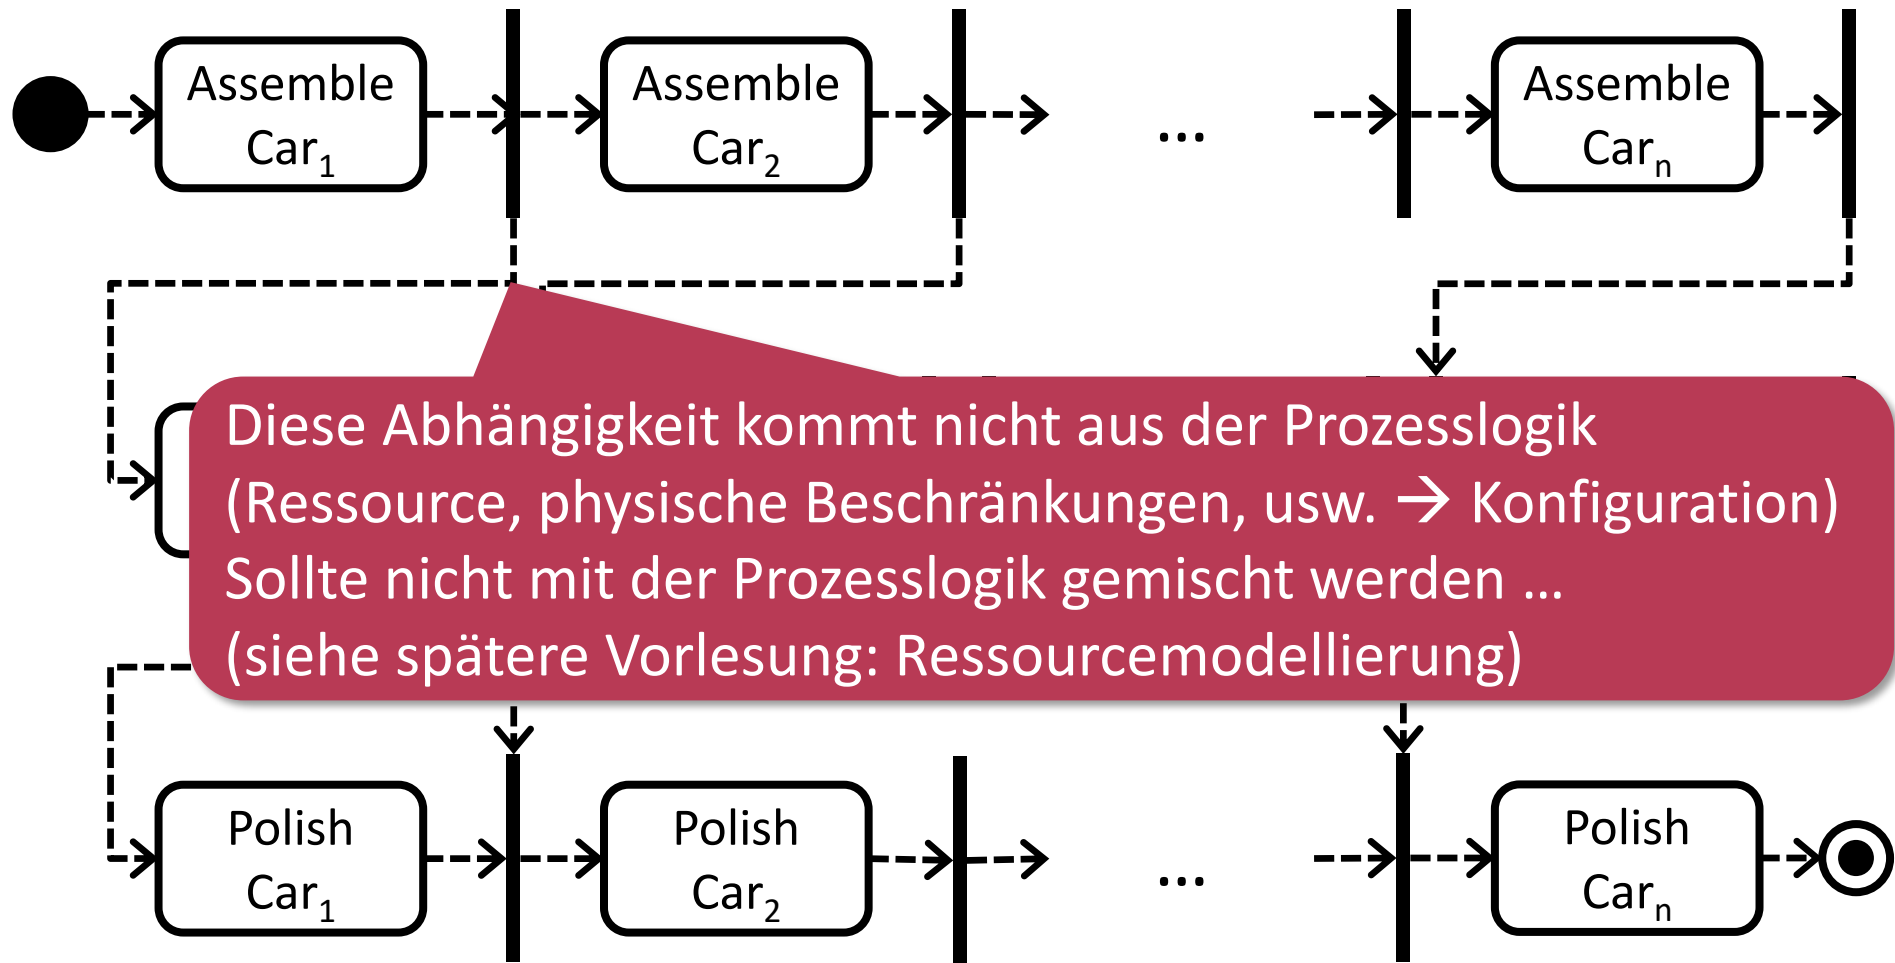 Assemble
Car₁
Assemble
Car₂
...
Assemble
Carₙ
Diese Abhängigkeit kommt nicht aus der Prozesslogik
(Ressource, physische Beschränkungen, usw. → Konfiguration)
Sollte nicht mit der Prozesslogik gemischt werden ...
(siehe spätere Vorlesung: Ressourcemodellierung)
Polish
Car₁
Polish
Car₂
...
Polish
Carₙ